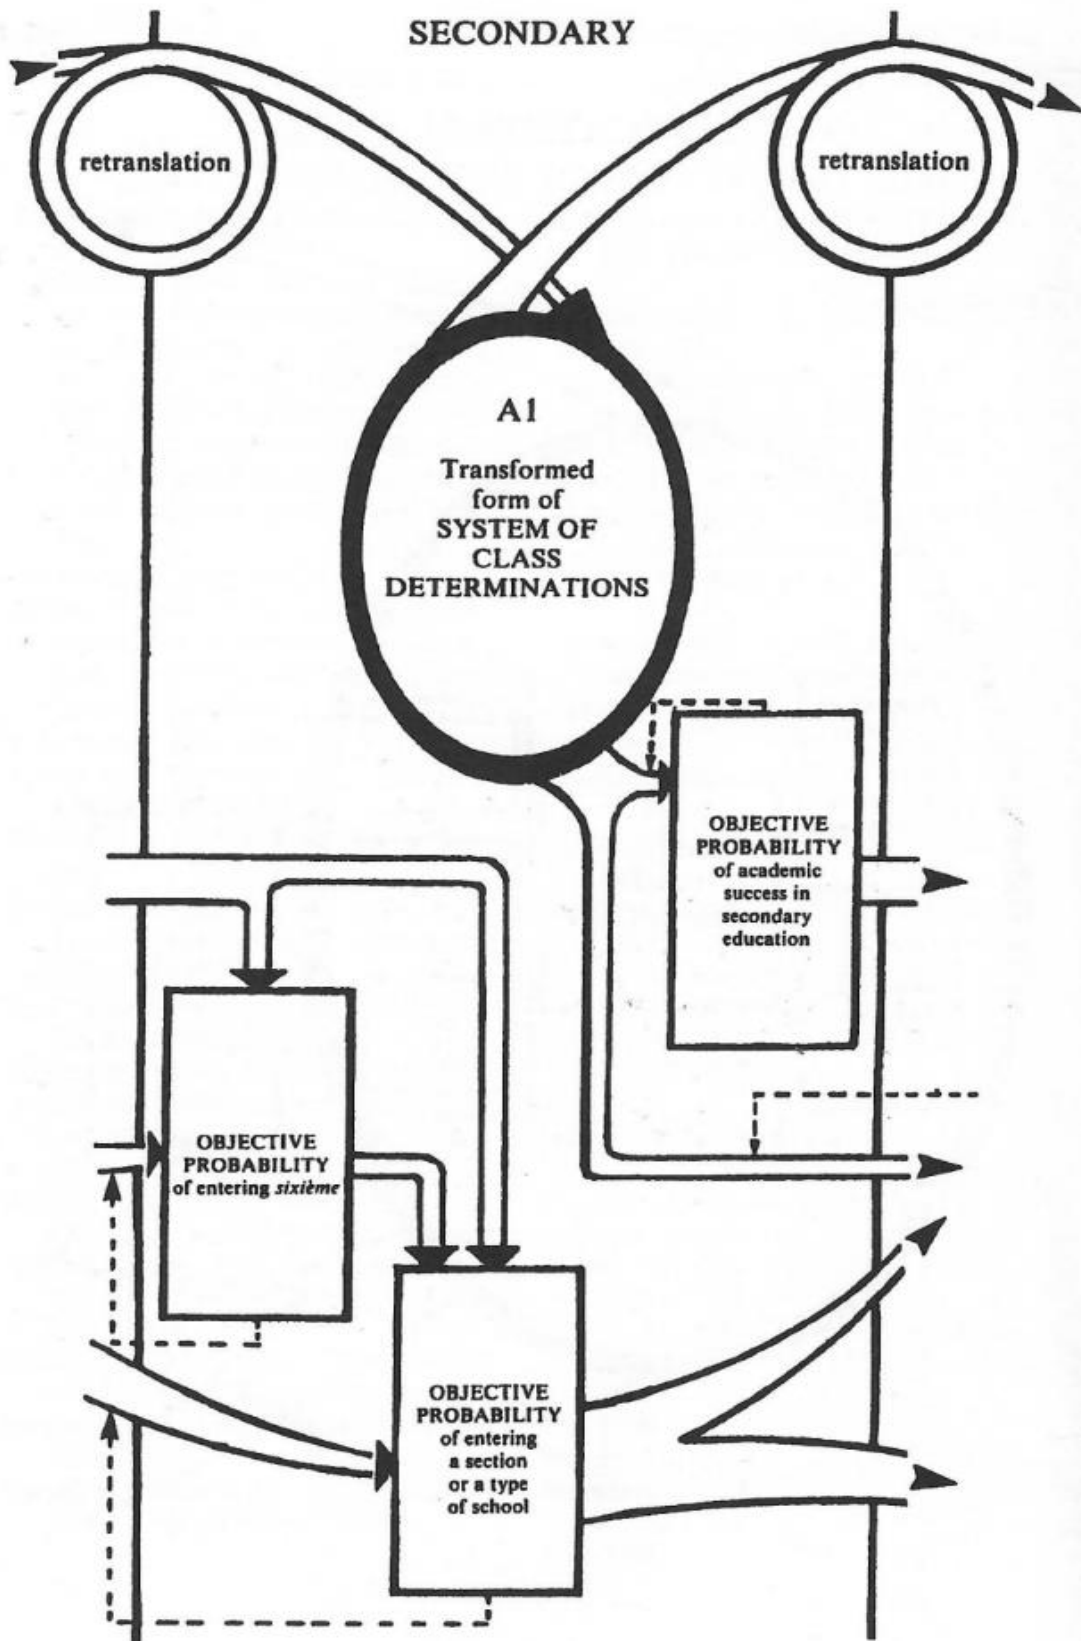 SECONDARY
retranslation
retranslation
A1
Transformed
form of
SYSTEM OF
CLASS
DETERMINATIONS
OBJECTIVE
PROBABILITY
of academic
success in
secondary
education
OBJECTIVE
PROBABILITY
of entering sixième
OBJECTIVE
PROBABILITY
of entering
a section
or a type
of school